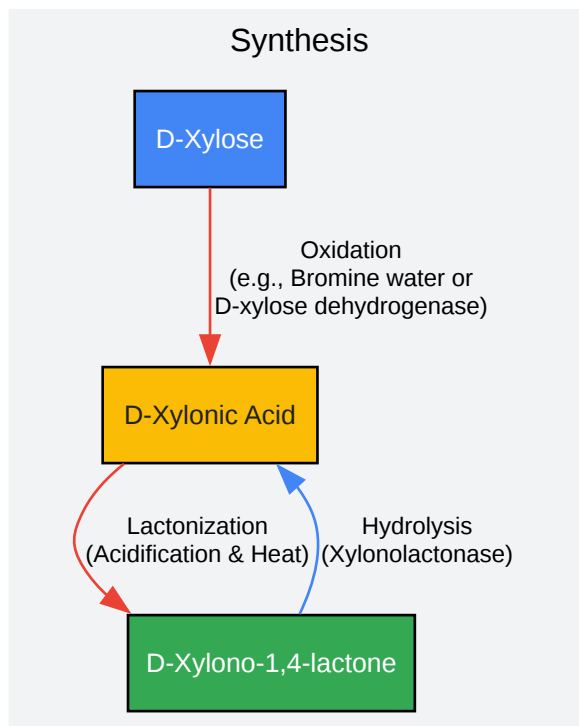 Synthesis
D-Xylose
Oxidation
(e.g., Bromine water or
D-xylose dehydrogenase)
D-Xylonic Acid
Lactonization
(Acidification & Heat)
Hydrolysis
(Xylonolactonase)
D-Xylono-1,4-lactone